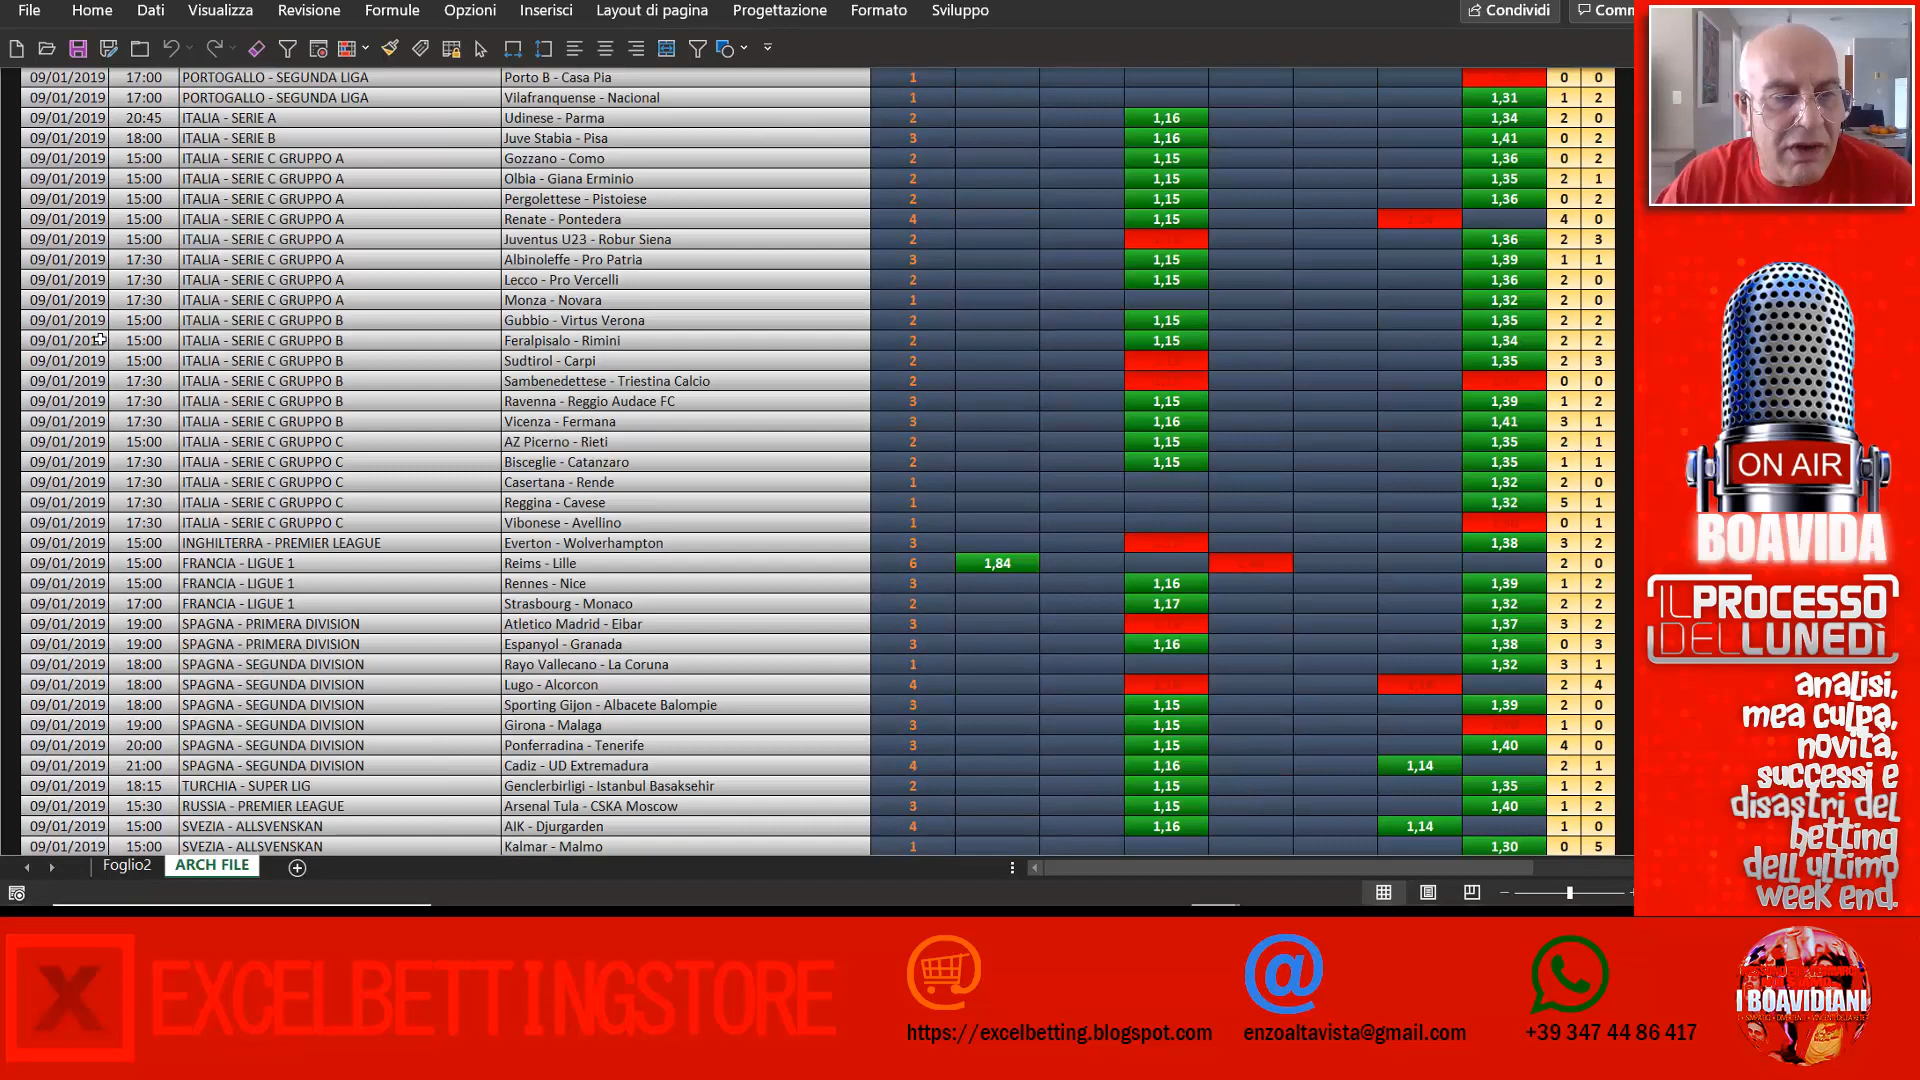 File Home Dati Visualizza Revisione Formule Opzioni Inserisci Layout di pagina Progettazione Formato Sviluppo Condividi Comm
09/01/2019 17:00 PORTOGALLO - SEGUNDA LIGA Porto B - Casa Pia 1 0 0
09/01/2019 17:00 PORTOGALLO - SEGUNDA LIGA Vilafranquense - Nacional 1 1,31 1 2
09/01/2019 20:45 ITALIA - SERIE A Udinese - Parma 2 1,16 1,34 2 0
09/01/2019 18:00 ITALIA - SERIE B Juve Stabia - Pisa 3 1,16 1,41 0 2
09/01/2019 15:00 ITALIA - SERIE C GRUPPO A Gozzano - Como 2 1,15 1,36 0 2
09/01/2019 15:00 ITALIA - SERIE C GRUPPO A Olbia - Giana Erminio 2 1,15 1,35 2 1
09/01/2019 15:00 ITALIA - SERIE C GRUPPO A Pergolettese - Pistoiese 2 1,15 1,36 0 2
09/01/2019 15:00 ITALIA - SERIE C GRUPPO A Renate - Pontedera 4 1,15 4 0
09/01/2019 15:00 ITALIA - SERIE C GRUPPO A Juventus U23 - Robur Siena 2 1,36 2 3
09/01/2019 17:30 ITALIA - SERIE C GRUPPO A Albinoleffe - Pro Patria 3 1,15 1,39 1 1
09/01/2019 17:30 ITALIA - SERIE C GRUPPO A Lecco - Pro Vercelli 2 1,15 1,36 2 0
09/01/2019 17:30 ITALIA - SERIE C GRUPPO A Monza - Novara 1 1,32 2 0
09/01/2019 15:00 ITALIA - SERIE C GRUPPO B Gubbio - Virtus Verona 2 1,15 1,35 2 2
09/01/2019 15:00 ITALIA - SERIE C GRUPPO B Feralpisalo - Rimini 2 1,15 1,34 2 2
09/01/2019 15:00 ITALIA - SERIE C GRUPPO B Sudtirol - Carpi 2 1,35 2 3
09/01/2019 17:30 ITALIA - SERIE C GRUPPO B Sambenedettese - Triestina Calcio 2 0 0
09/01/2019 17:30 ITALIA - SERIE C GRUPPO B Ravenna - Reggio Audace FC 3 1,15 1,39 1 2
09/01/2019 17:30 ITALIA - SERIE C GRUPPO B Vicenza - Fermana 3 1,16 1,41 3 1
09/01/2019 15:00 ITALIA - SERIE C GRUPPO C AZ Picerno - Rieti 2 1,15 1,35 2 1
09/01/2019 17:30 ITALIA - SERIE C GRUPPO C Bisceglie - Catanzaro 2 1,15 1,35 1 1
09/01/2019 17:30 ITALIA - SERIE C GRUPPO C Casertana - Rende 1 1,32 2 0
09/01/2019 17:30 ITALIA - SERIE C GRUPPO C Reggina - Cavese 1 1,32 5 1
09/01/2019 17:30 ITALIA - SERIE C GRUPPO C Vibonese - Avellino 1 0 1
09/01/2019 15:00 INGHILTERRA - PREMIER LEAGUE Everton - Wolverhampton 3 1,38 3 2
09/01/2019 15:00 FRANCIA - LIGUE 1 Reims - Lille 6 1,84 2 0
09/01/2019 15:00 FRANCIA - LIGUE 1 Rennes - Nice 3 1,16 1,39 1 2
09/01/2019 17:00 FRANCIA - LIGUE 1 Strasbourg - Monaco 2 1,17 1,32 2 2
09/01/2019 19:00 SPAGNA - PRIMERA DIVISION Atletico Madrid - Eibar 3 1,37 3 2
09/01/2019 19:00 SPAGNA - PRIMERA DIVISION Espanyol - Granada 3 1,16 1,38 0 3
09/01/2019 18:00 SPAGNA - SEGUNDA DIVISION Rayo Vallecano - La Coruna 1 1,32 3 1
09/01/2019 18:00 SPAGNA - SEGUNDA DIVISION Lugo - Alcorcon 4 2 4
09/01/2019 18:00 SPAGNA - SEGUNDA DIVISION Sporting Gijon - Albacete Balompie 3 1,15 1,39 2 0
09/01/2019 19:00 SPAGNA - SEGUNDA DIVISION Girona - Malaga 3 1,15 1 0
09/01/2019 20:00 SPAGNA - SEGUNDA DIVISION Ponferradina - Tenerife 3 1,15 1,40 4 0
09/01/2019 21:00 SPAGNA - SEGUNDA DIVISION Cadiz - UD Extremadura 4 1,16 1,14 2 1
09/01/2019 18:15 TURCHIA - SUPER LIG Genclerbirligi - Istanbul Basaksehir 2 1,15 1,35 1 2
09/01/2019 15:30 RUSSIA - PREMIER LEAGUE Arsenal Tula - CSKA Moscow 3 1,15 1,40 1 2
09/01/2019 15:00 SVEZIA - ALLSVENSKAN AIK - Djurgarden 4 1,16 1,14 1 0
09/01/2019 15:00 SVEZIA - ALLSVENSKAN Kalmar - Malmo 1 1,30 0 5
Foglio2 ARCH FILE
ON AIR
BOAVIDA
IL PROCESSO
DEL LUNEDÌ
analisi,
mea culpa,
novità,
successi e
disastri del
betting
dell'ultimo
week end.
X EXCELBETTINGSTORE
https://excelbetting.blogspot.com
@
enzoaltavista@gmail.com
+39 347 44 86 417
I BOAVIDIANI